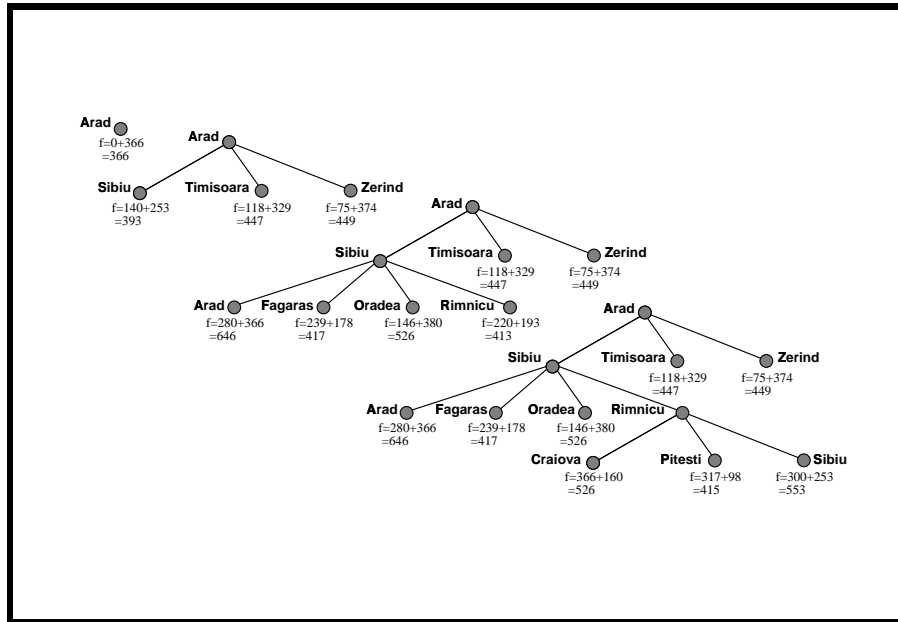 Arad
f=0+366
=366
Arad
Sibiu
f=140+253
=393
Timisoara
f=118+329
=447
Zerind
f=75+374
=449
Arad
Sibiu
Timisoara
f=118+329
=447
Zerind
f=75+374
=449
Arad
f=280+366
=646
Fagaras
f=239+178
=417
Oradea
f=146+380
=526
Rimnicu
f=220+193
=413
Arad
Sibiu
Timisoara
f=118+329
=447
Zerind
f=75+374
=449
Arad
f=280+366
=646
Fagaras
f=239+178
=417
Oradea
f=146+380
=526
Rimnicu
Craiova
f=366+160
=526
Pitesti
f=317+98
=415
Sibiu
f=300+253
=553